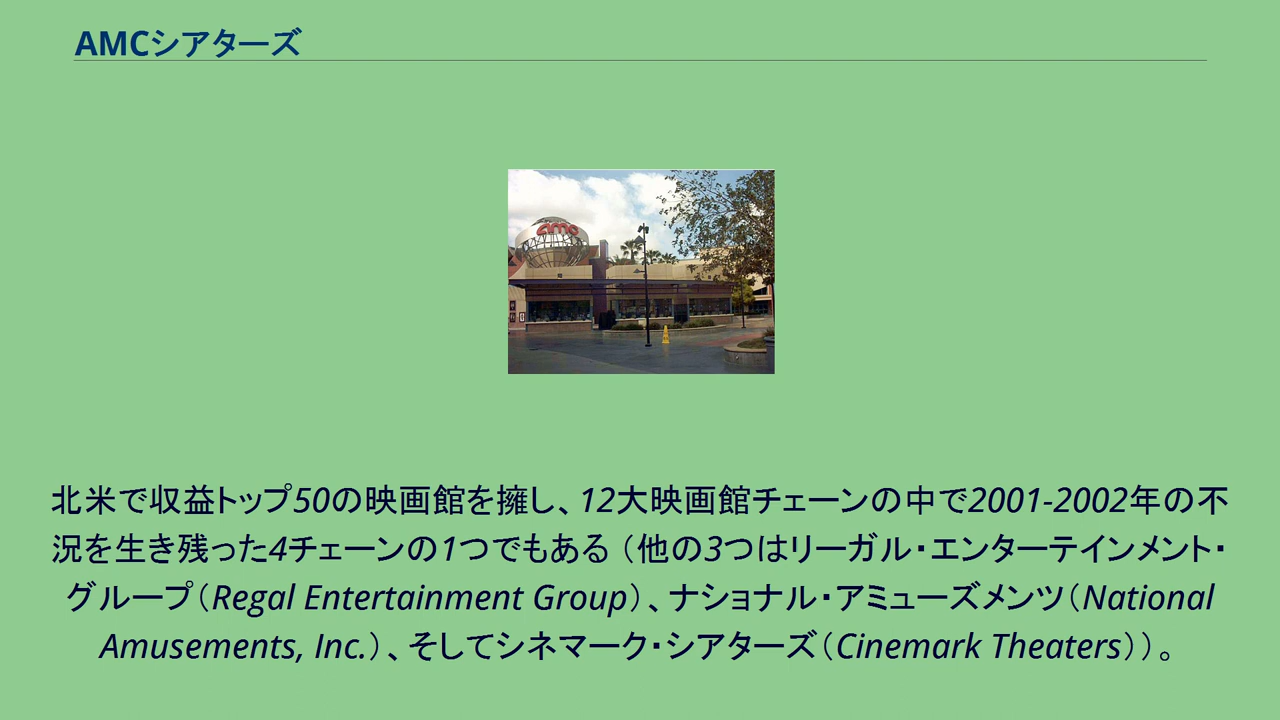 AMCシアターズ
amc
北米で収益トップ50の映画館を擁し、12大映画館チェーンの中で2001-2002年の不
況を生き残った4チェーンの1つでもある（他の3つはリーガル・エンターテインメント・
グループ（Regal Entertainment Group）、ナショナル・アミューズメンツ（National
Amusements, Inc.）、そしてシネマーク・シアターズ（Cinemark Theaters））。